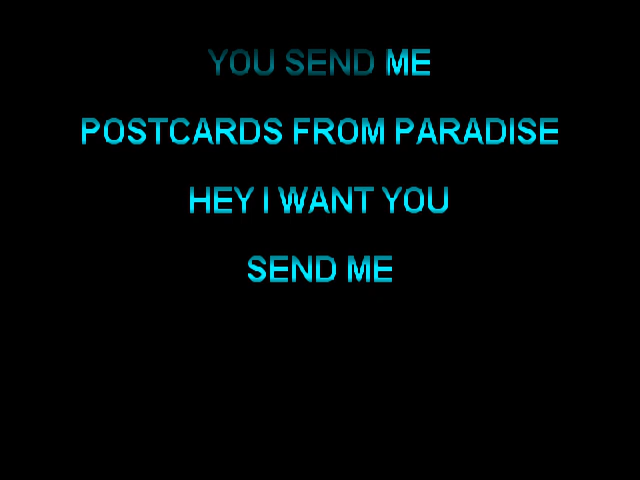 YOU SEND ME
POSTCARDS FROM PARADISE
HEY I WANT YOU
SEND ME